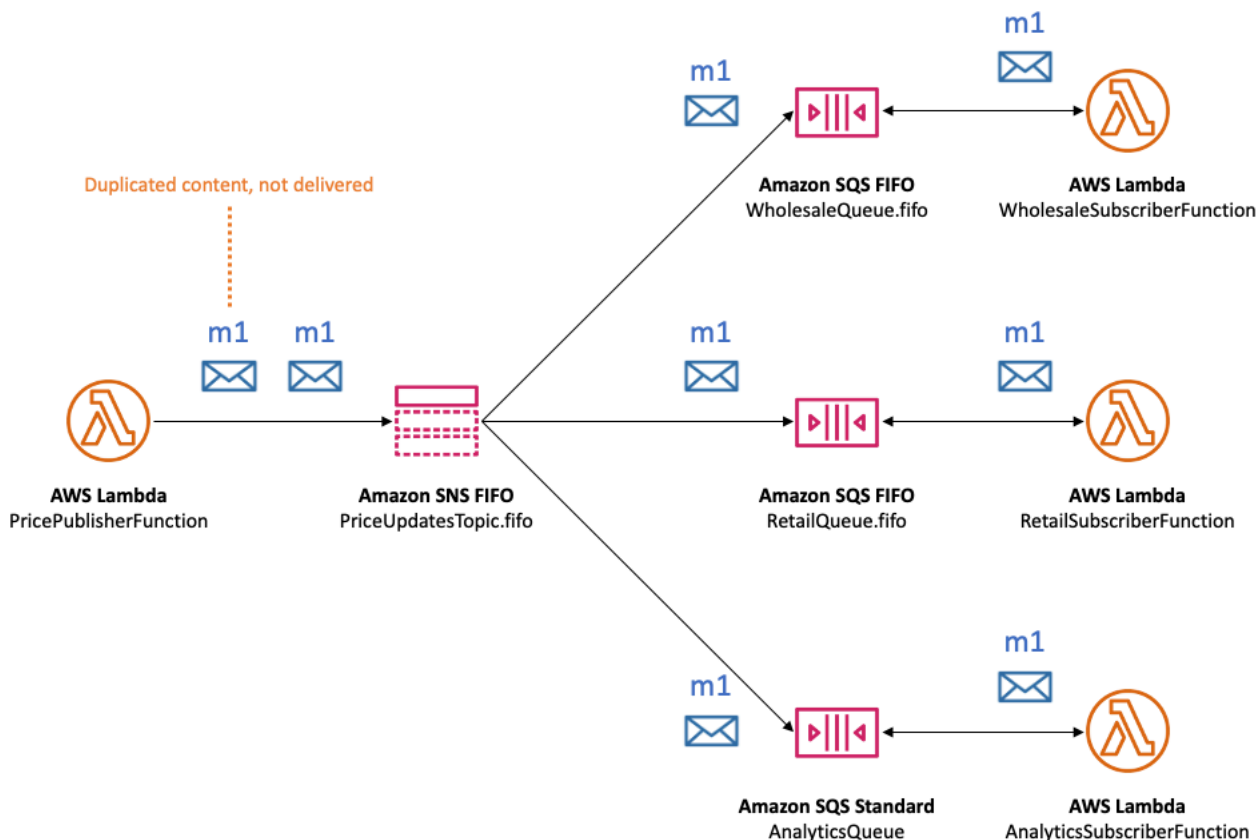 m1
m1
Amazon SQS FIFO
WholesaleQueue.fifo
AWS Lambda
WholesaleSubscriberFunction
Duplicated content, not delivered
m1
m1
m1
m1
AWS Lambda
PricePublisherFunction
Amazon SNS FIFO
PriceUpdatesTopic.fifo
Amazon SQS FIFO
RetailQueue.fifo
AWS Lambda
RetailSubscriberFunction
m1
m1
Amazon SQS Standard
AnalyticsQueue
AWS Lambda
AnalyticsSubscriberFunction